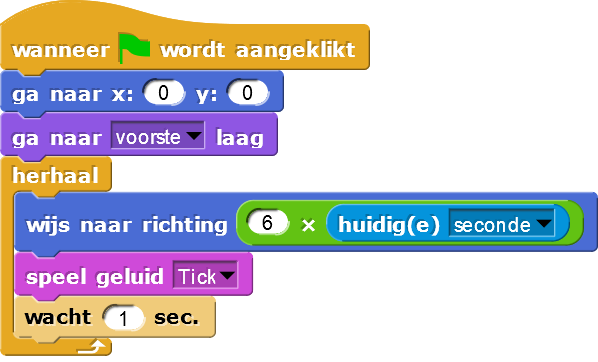 wanneer wordt aangeklikt
ga naar x: 0 y: 0
ga naar voorste laag
herhaal
wijs naar richting 6 × huidig(e) seconde
speel geluid Tick
wacht 1 sec.